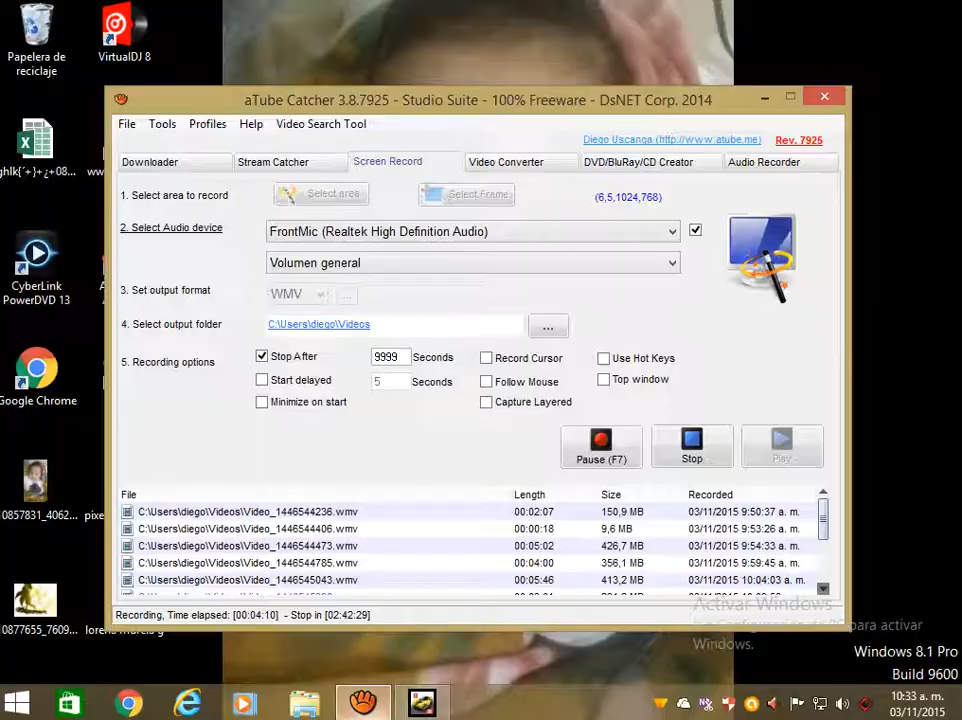 Papelera de
reciclaje
VirtualDJ 8
ghlk{´+}+¿+08...
CyberLink
PowerDVD 13
Google Chrome
0857831_4062...
0877655_7609...
aTube Catcher 3.8.7925 - Studio Suite - 100% Freeware - DsNET Corp. 2014
File Tools Profiles Help Video Search Tool
Diego Uscanga (http://www.atube.me) Rev. 7925
Downloader Stream Catcher Screen Record Video Converter DVD/BluRay/CD Creator Audio Recorder
1. Select area to record Select area Select Frame (6,5,1024,768)
2. Select Audio device FrontMic (Realtek High Definition Audio)
Volumen general
3. Set output format WMV ...
4. Select output folder C:\Users\diego\Videos ...
5. Recording options Stop After 9999 Seconds Record Cursor Use Hot Keys
Start delayed 5 Seconds Follow Mouse Top window
Minimize on start Capture Layered
Pause (F7) Stop Play
File Length Size Recorded
C:\Users\diego\Videos\Video_1446544236.wmv 00:02:07 150,9 MB 03/11/2015 9:50:37 a. m.
C:\Users\diego\Videos\Video_1446544406.wmv 00:00:18 9,6 MB 03/11/2015 9:53:26 a. m.
C:\Users\diego\Videos\Video_1446544473.wmv 00:05:02 426,7 MB 03/11/2015 9:54:33 a. m.
C:\Users\diego\Videos\Video_1446544785.wmv 00:04:00 356,1 MB 03/11/2015 9:59:45 a. m.
C:\Users\diego\Videos\Video_1446545043.wmv 00:05:46 413,2 MB 03/11/2015 10:04:03 a. m.
Recording, Time elapsed: [00:04:10] - Stop in [02:42:29]
Activar Windows
para activar
Windows.
Windows 8.1 Pro
Build 9600
10:33 a. m.
03/11/2015